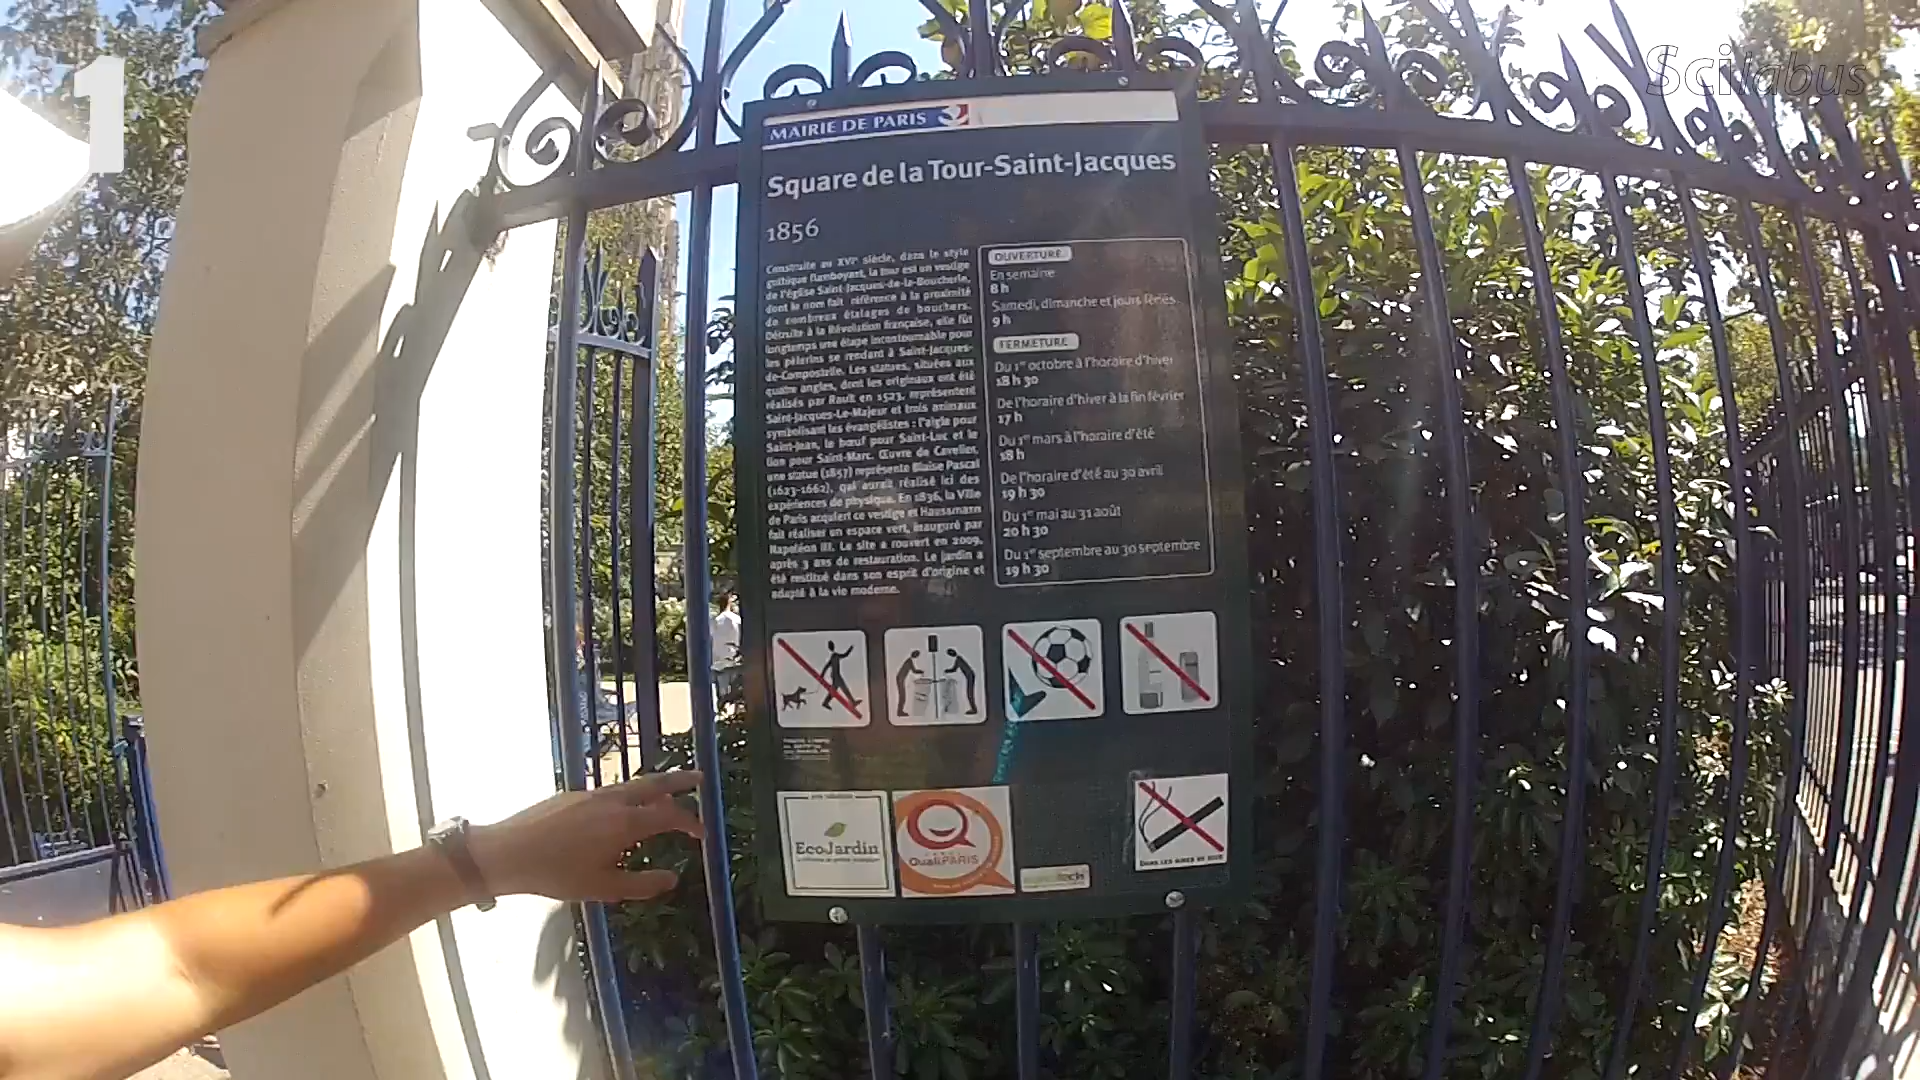 1
Scilabus
MAIRIE DE PARIS
Square de la Tour-Saint-Jacques
1856
Construite au XVIe siècle, dans le style
gothique flamboyant, la tour est un vestige
de l'église Saint-Jacques-de-la-Boucherie,
dont le nom fait référence à la proximité
de nombreux étalages de bouchers.
Détruite à la Révolution française, elle fût
longtemps une étape incontournable pour
les pèlerins se rendant à Saint-Jacques-
de-Compostelle. Les statues, situées aux
quatre angles, dont les originaux ont été
réalisés par Rault en 1523, représentent
Saint-Jacques-Le-Majeur et trois animaux
symbolisant les évangélistes : l'aigle pour
Saint-Jean, le bœuf pour Saint-Luc et le
lion pour Saint-Marc. Œuvre de Cavelier,
une statue (1857) représente Blaise Pascal
(1623-1662), qui aurait réalisé ici des
expériences de physique. En 1836, la Ville
de Paris acquiert ce vestige et Haussmann
fait réaliser un espace vert, inauguré par
Napoléon III. Le site a rouvert en 2009,
après 3 ans de restauration. Le jardin a
été restitué dans son esprit d'origine et
adapté à la vie moderne.
OUVERTURE
En semaine
8 h
Samedi, dimanche et jours fériés
9 h
FERMETURE
Du 1er octobre à l'horaire d'hiver
18 h 30
De l'horaire d'hiver à la fin février
17 h
Du 1er mars à l'horaire d'été
18 h
De l'horaire d'été au 30 avril
19 h 30
Du 1er mai au 31 août
20 h 30
Du 1er septembre au 30 septembre
19 h 30
EcoJardin
QualiPARIS
DANS LES AIRES DE JEUX